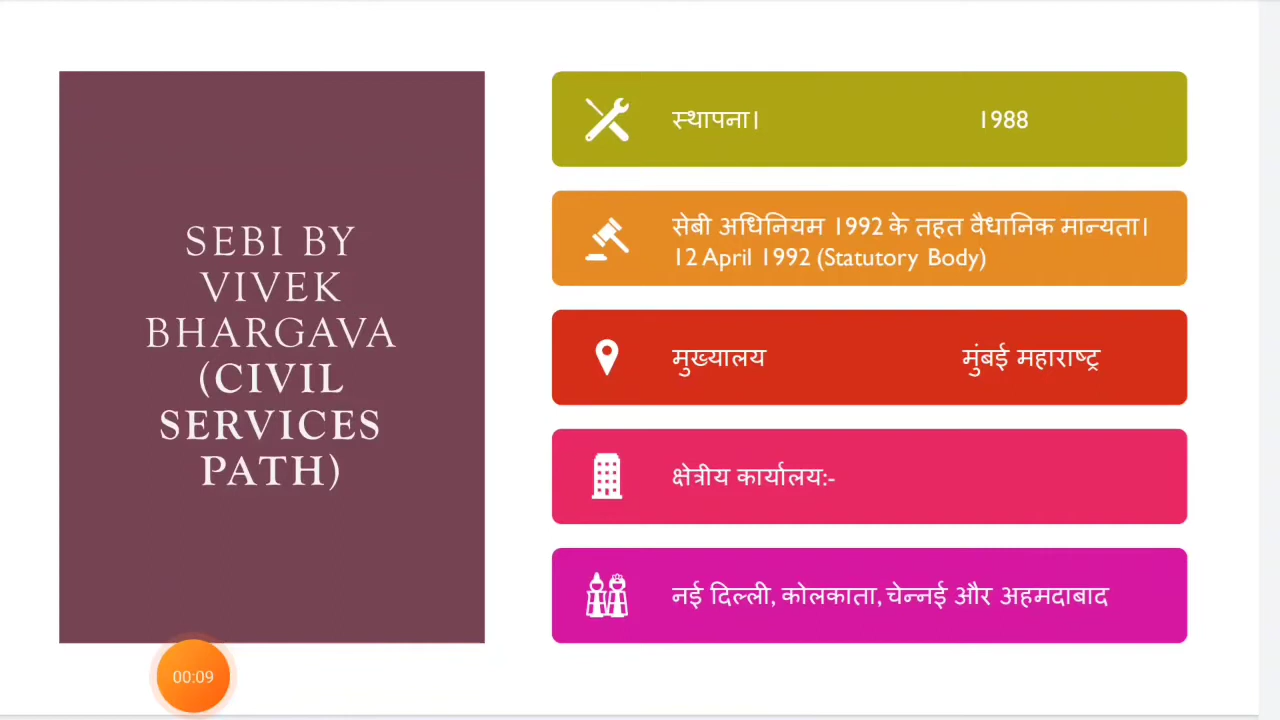 SEBI BY
VIVEK
BHARGAVA
(CIVIL
SERVICES
PATH)
स्थापना। 1988
सेबी अधिनियम 1992 के तहत वैधानिक मान्यता।
12 April 1992 (Statutory Body)
मुख्यालय मुंबई महाराष्ट्र
क्षेत्रीय कार्यालय:-
नई दिल्ली, कोलकाता, चेन्नई और अहमदाबाद
00:09